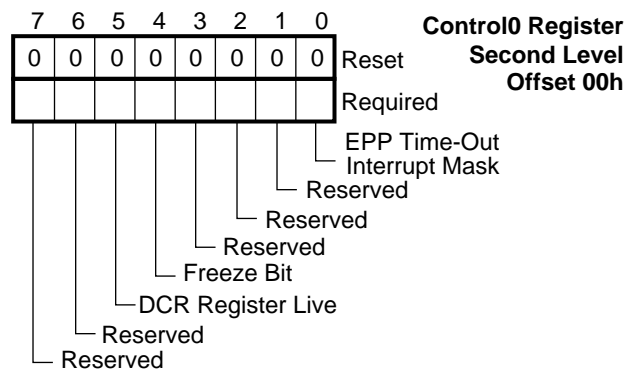 7 6 5 4 3 2 1 0
Control0 Register
Second Level
Offset 00h
0 0 0 0 0 0 0 0 Reset
Required
EPP Time-Out
Interrupt Mask
Reserved
Reserved
Reserved
Freeze Bit
DCR Register Live
Reserved
Reserved